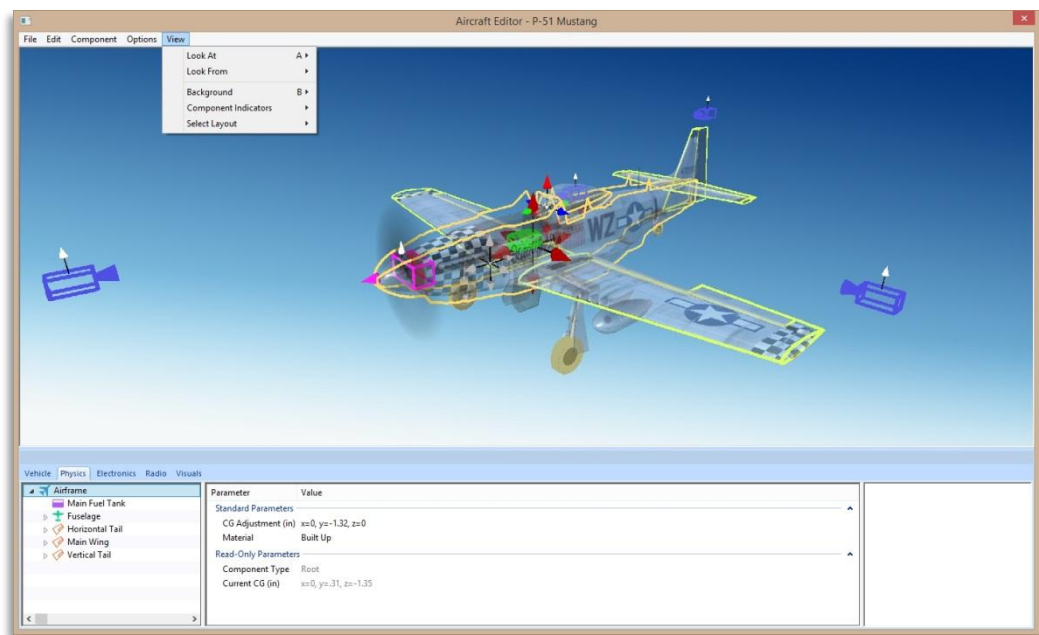 Aircraft Editor - P-51 Mustang
File Edit Component Options View
Look At A
Look From
Background B
Component Indicators
Select Layout
WZ
Vehicle Physics Electronics Radio Visuals
Airframe
Main Fuel Tank
Fuselage
Horizontal Tail
Main Wing
Vertical Tail
Parameter Value
Standard Parameters
CG Adjustment (in) x=0, y=-1.32, z=0
Material Built Up
Read-Only Parameters
Component Type Root
Current CG (in) x=0, y=.31, z=-1.35